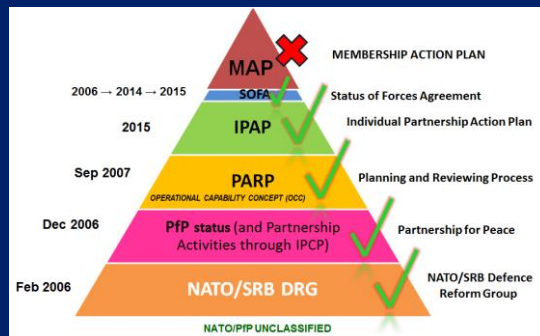 MAP
MEMBERSHIP ACTION PLAN
2006 → 2014 → 2015
SOFA
Status of Forces Agreement
2015
IPAP
Individual Partnership Action Plan
Sep 2007
PARP
OPERATIONAL CAPABILITY CONCEPT (OCC)
Planning and Reviewing Process
Dec 2006
PfP status (and Partnership
Activities through IPCP)
Partnership for Peace
Feb 2006
NATO/SRB DRG
NATO/SRB Defence
Reform Group
NATO/PfP UNCLASSIFIED